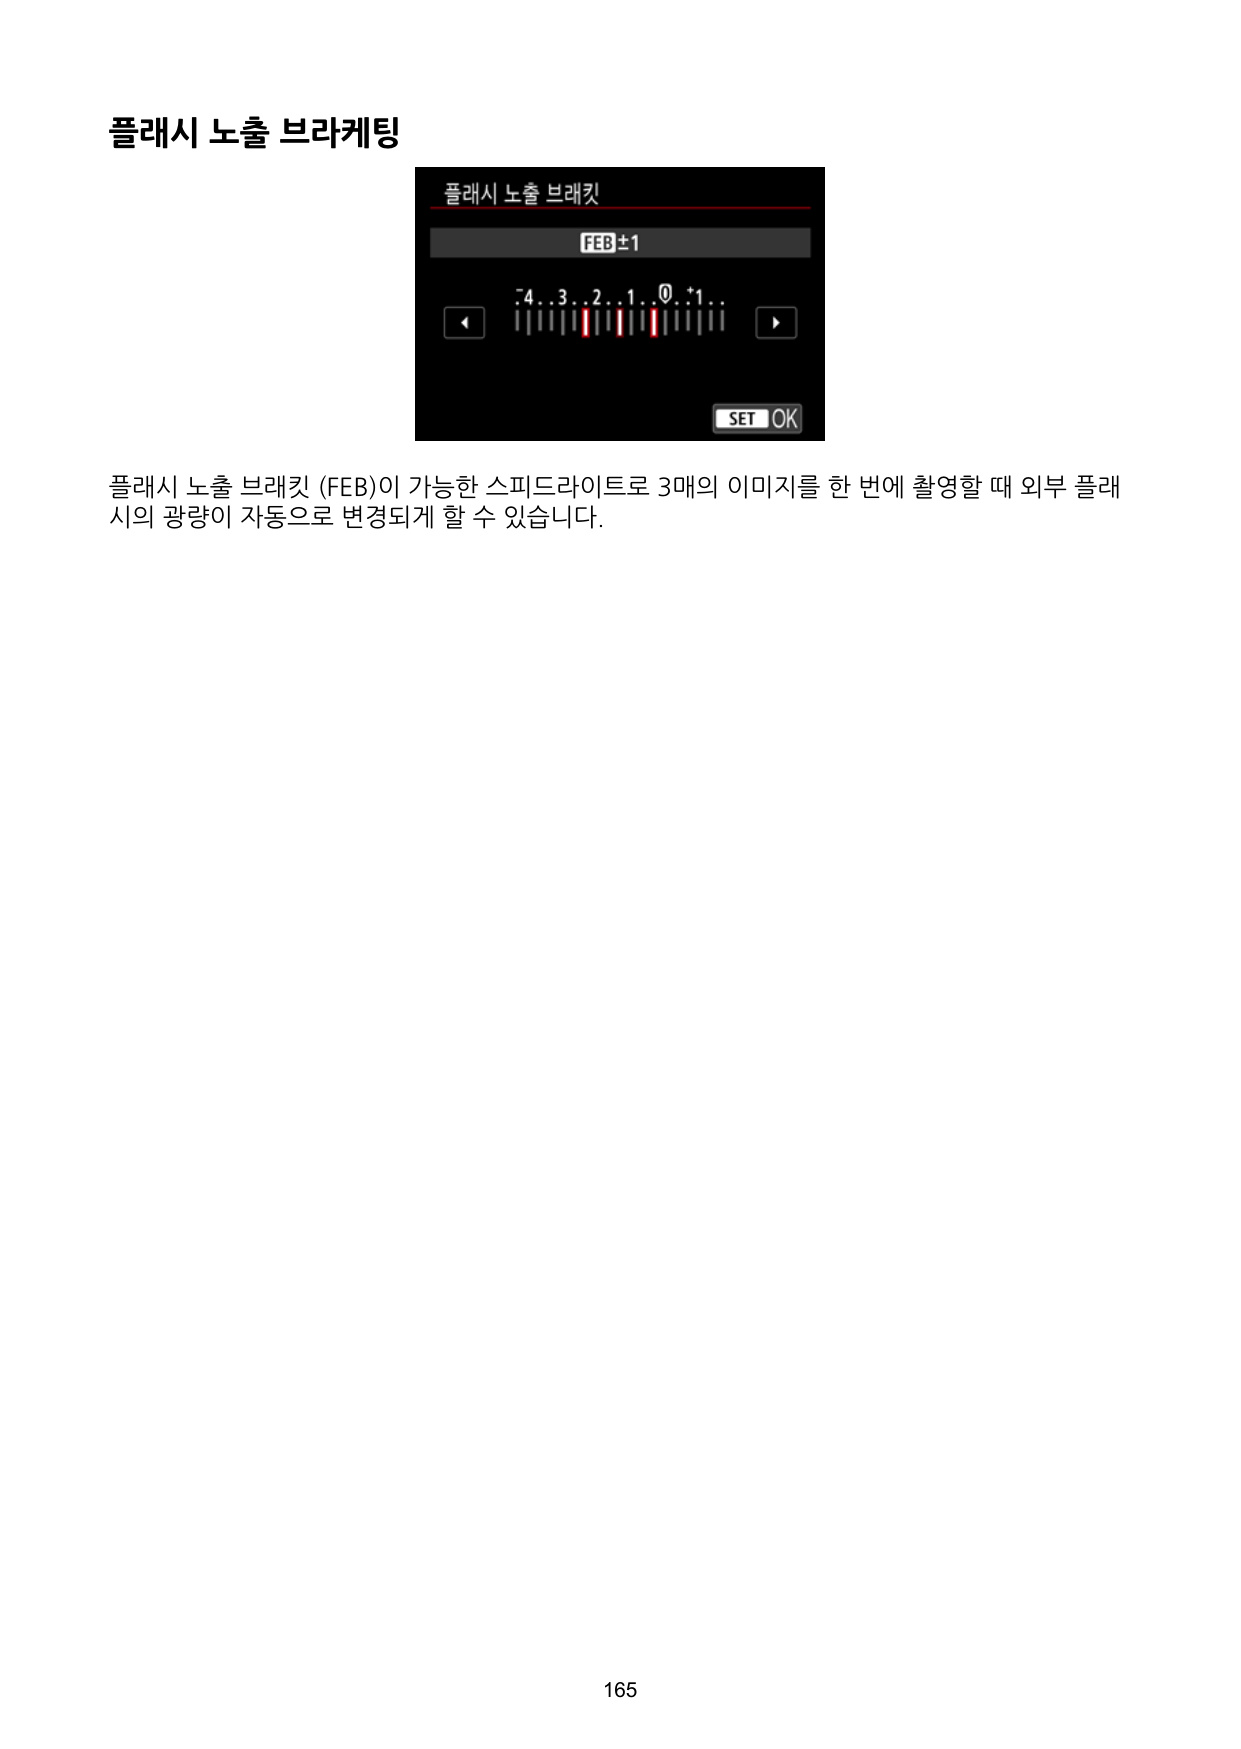 플래시 노출 브라케팅
플래시 노출 브래킷
FEB±1
-4..3..2..1..0..+1..
SET OK
플래시 노출 브래킷 (FEB)이 가능한 스피드라이트로 3매의 이미지를 한 번에 촬영할 때 외부 플래
시의 광량이 자동으로 변경되게 할 수 있습니다.
165